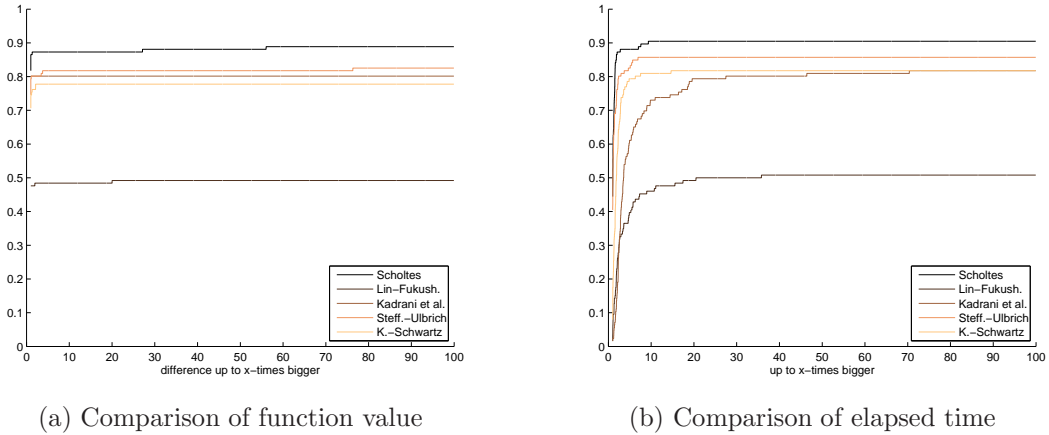 1
0.9
0.8
0.7
0.6
0.5
0.4
0.3
0.2
0.1
0
0 10 20 30 40 50 60 70 80 90 100
difference up to x−times bigger
Scholtes
Lin−Fukush.
Kadrani et al.
Steff.−Ulbrich
K.−Schwartz
(a) Comparison of function value
1
0.9
0.8
0.7
0.6
0.5
0.4
0.3
0.2
0.1
0
0 10 20 30 40 50 60 70 80 90 100
up to x−times bigger
Scholtes
Lin−Fukush.
Kadrani et al.
Steff.−Ulbrich
K.−Schwartz
(b) Comparison of elapsed time